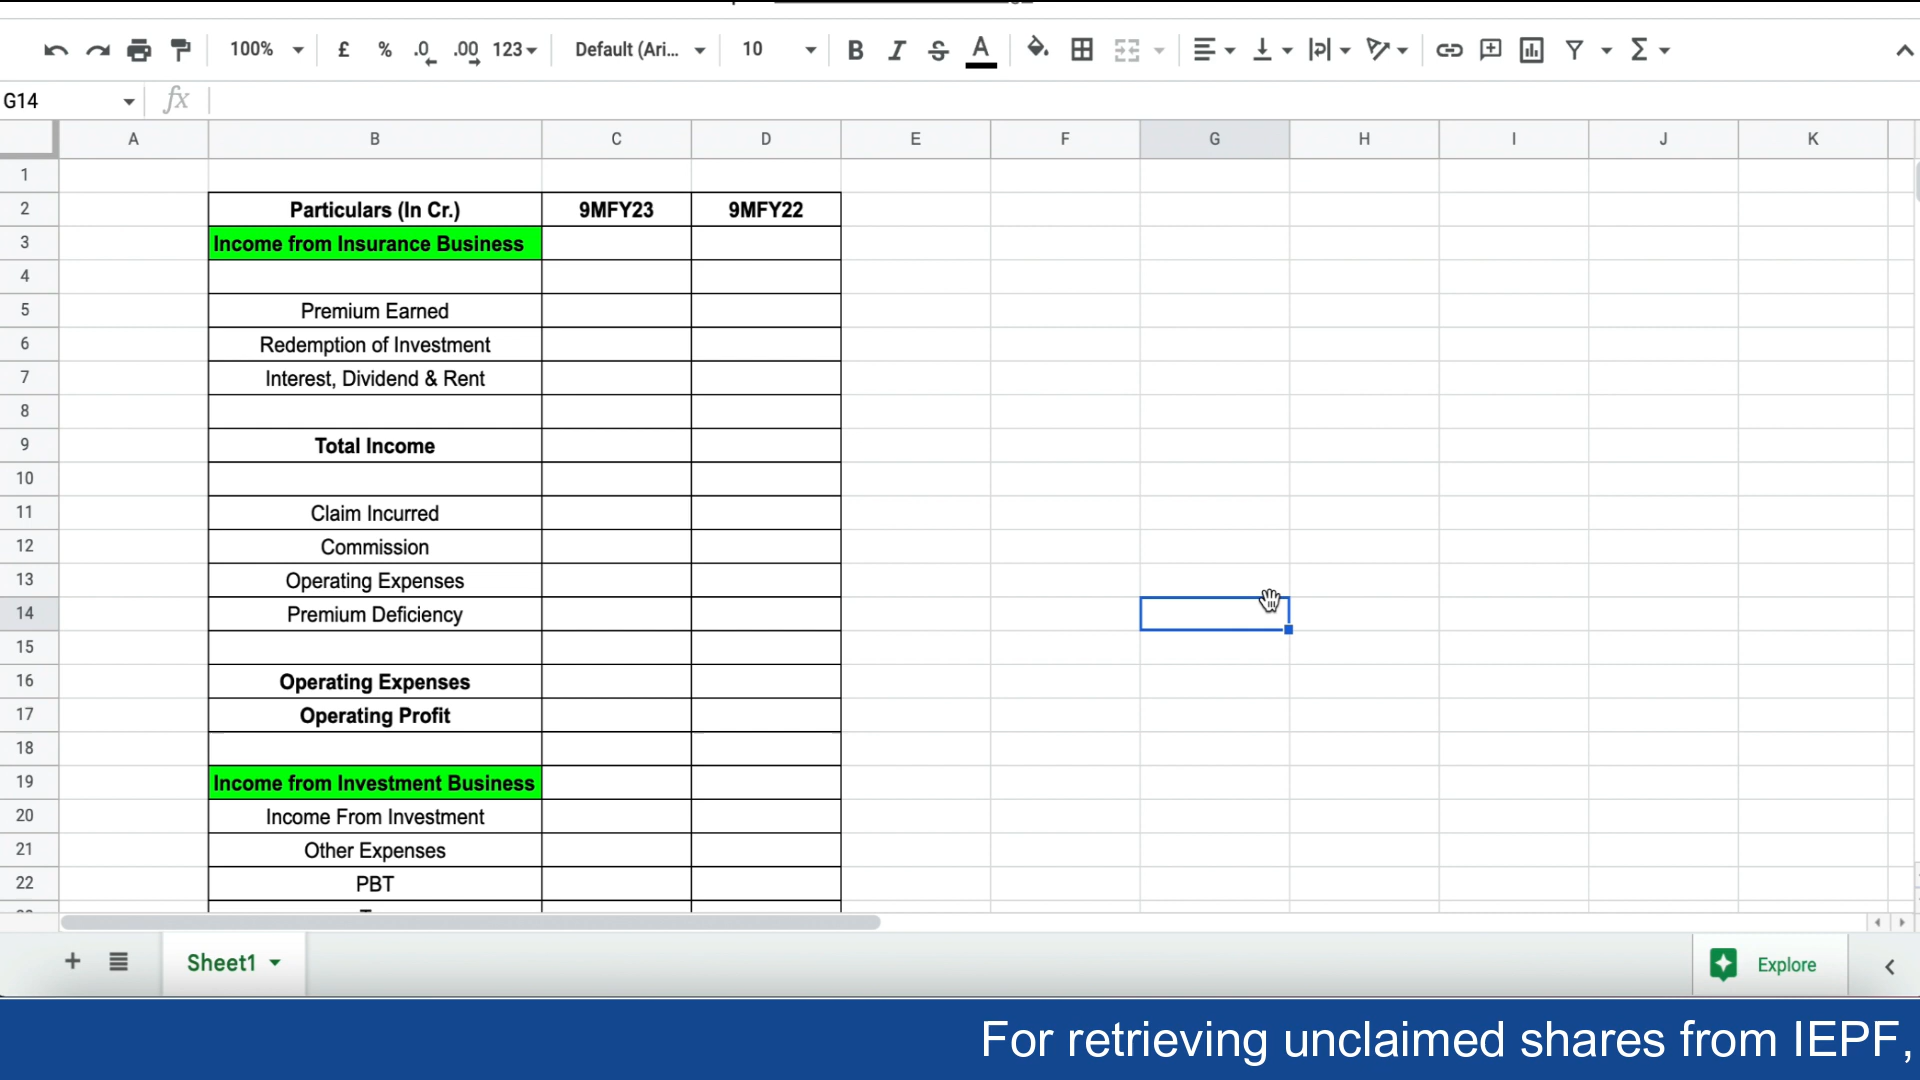 100%
£
%
.0
.00
123
Default (Ari...
10
B
I
S
A
G14
fx
A B C D E F G H I J K
1
2 Particulars (In Cr.) 9MFY23 9MFY22
3 Income from Insurance Business
4
5 Premium Earned
6 Redemption of Investment
7 Interest, Dividend & Rent
8
9 Total Income
10
11 Claim Incurred
12 Commission
13 Operating Expenses
14 Premium Deficiency
15
16 Operating Expenses
17 Operating Profit
18
19 Income from Investment Business
20 Income From Investment
21 Other Expenses
22 PBT
Sheet1
Explore
For retrieving unclaimed shares from IEPF,